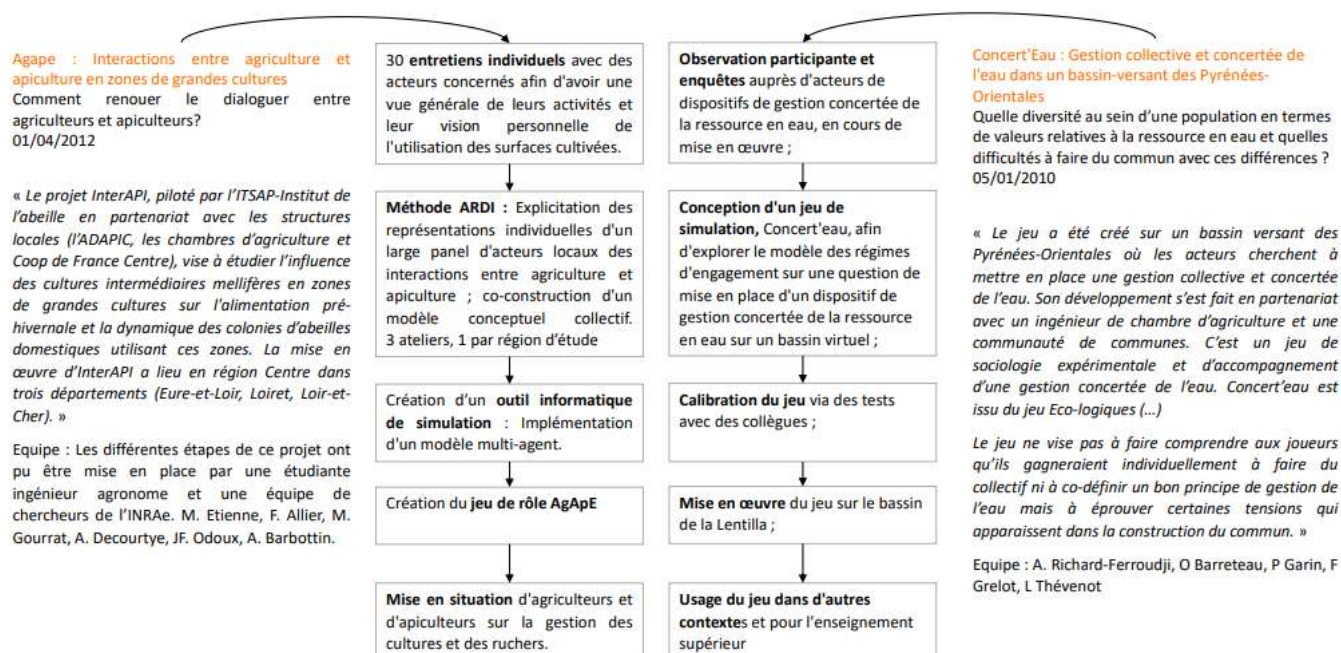 Agape : Interactions entre agriculture et
apiculture en zones de grandes cultures
Comment renouer le dialoguer entre
agriculteurs et apiculteurs?
01/04/2012
« Le projet InterAPI, piloté par l’ITSAP-Institut de
l’abeille en partenariat avec les structures
locales (l’ADAPIC, les chambres d’agriculture et
Coop de France Centre), vise à étudier l’influence
des cultures intermédiaires mellifères en zones
de grandes cultures sur l'alimentation pré-
hivernale et la dynamique des colonies d’abeilles
domestiques utilisant ces zones. La mise en
œuvre d’InterAPI a lieu en région Centre dans
trois départements (Eure-et-Loir, Loiret, Loir-et-
Cher). »
Equipe : Les différentes étapes de ce projet ont
pu être mise en place par une étudiante
ingénieur agronome et une équipe de
chercheurs de l’INRAe. M. Etienne, F. Allier, M.
Gourrat, A. Decourtye, JF. Odoux, A. Barbottin.
30 entretiens individuels avec des
acteurs concernés afin d'avoir une
vue générale de leurs activités et
leur vision personnelle de
l'utilisation des surfaces cultivées.
Méthode ARDI : Explicitation des
représentations individuelles d'un
large panel d'acteurs locaux des
interactions entre agriculture et
apiculture ; co-construction d'un
modèle conceptuel collectif.
3 ateliers, 1 par région d’étude
Création d’un outil informatique
de simulation : Implémentation
d'un modèle multi-agent.
Création du jeu de rôle AgApE
Mise en situation d'agriculteurs et
d'apiculteurs sur la gestion des
cultures et des ruchers.
Observation participante et
enquêtes auprès d'acteurs de
dispositifs de gestion concertée de
la ressource en eau, en cours de
mise en œuvre ;
Conception d'un jeu de
simulation, Concert'eau, afin
d'explorer le modèle des régimes
d'engagement sur une question de
mise en place d'un dispositif de
gestion concertée de la ressource
en eau sur un bassin virtuel ;
Calibration du jeu via des tests
avec des collègues ;
Mise en œuvre du jeu sur le bassin
de la Lentilla ;
Usage du jeu dans d'autres
contextes et pour l'enseignement
supérieur
Concert'Eau : Gestion collective et concertée de
l'eau dans un bassin-versant des Pyrénées-
Orientales
Quelle diversité au sein d’une population en termes
de valeurs relatives à la ressource en eau et quelles
difficultés à faire du commun avec ces différences ?
05/01/2010
« Le jeu a été créé sur un bassin versant des
Pyrénées-Orientales où les acteurs cherchent à
mettre en place une gestion collective et concertée
de l’eau. Son développement s’est fait en partenariat
avec un ingénieur de chambre d’agriculture et une
communauté de communes. C’est un jeu de
sociologie expérimentale et d’accompagnement
d’une gestion concertée de l’eau. Concert’eau est
issu du jeu Eco-logiques (…)
Le jeu ne vise pas à faire comprendre aux joueurs
qu’ils gagneraient individuellement à faire du
collectif ni à co-définir un bon principe de gestion de
l’eau mais à éprouver certaines tensions qui
apparaissent dans la construction du commun. »
Equipe : A. Richard-Ferroudji, O Barreteau, P Garin, F
Grelot, L Thévenot